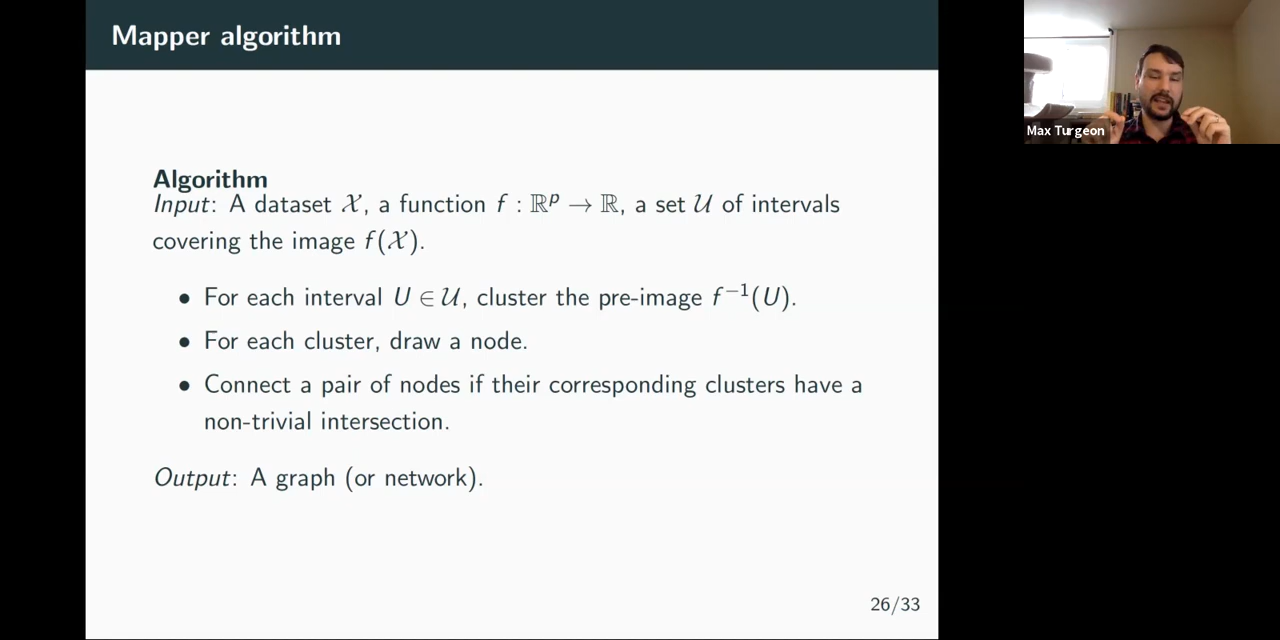 Mapper algorithm
Max Turgeon
Algorithm
Input: A dataset 𝒳, a function f : ℝᵖ → ℝ, a set 𝒰 of intervals
covering the image f(𝒳).
• For each interval U ∈ 𝒰, cluster the pre-image f⁻¹(U).
• For each cluster, draw a node.
• Connect a pair of nodes if their corresponding clusters have a
non-trivial intersection.
Output: A graph (or network).
26/33